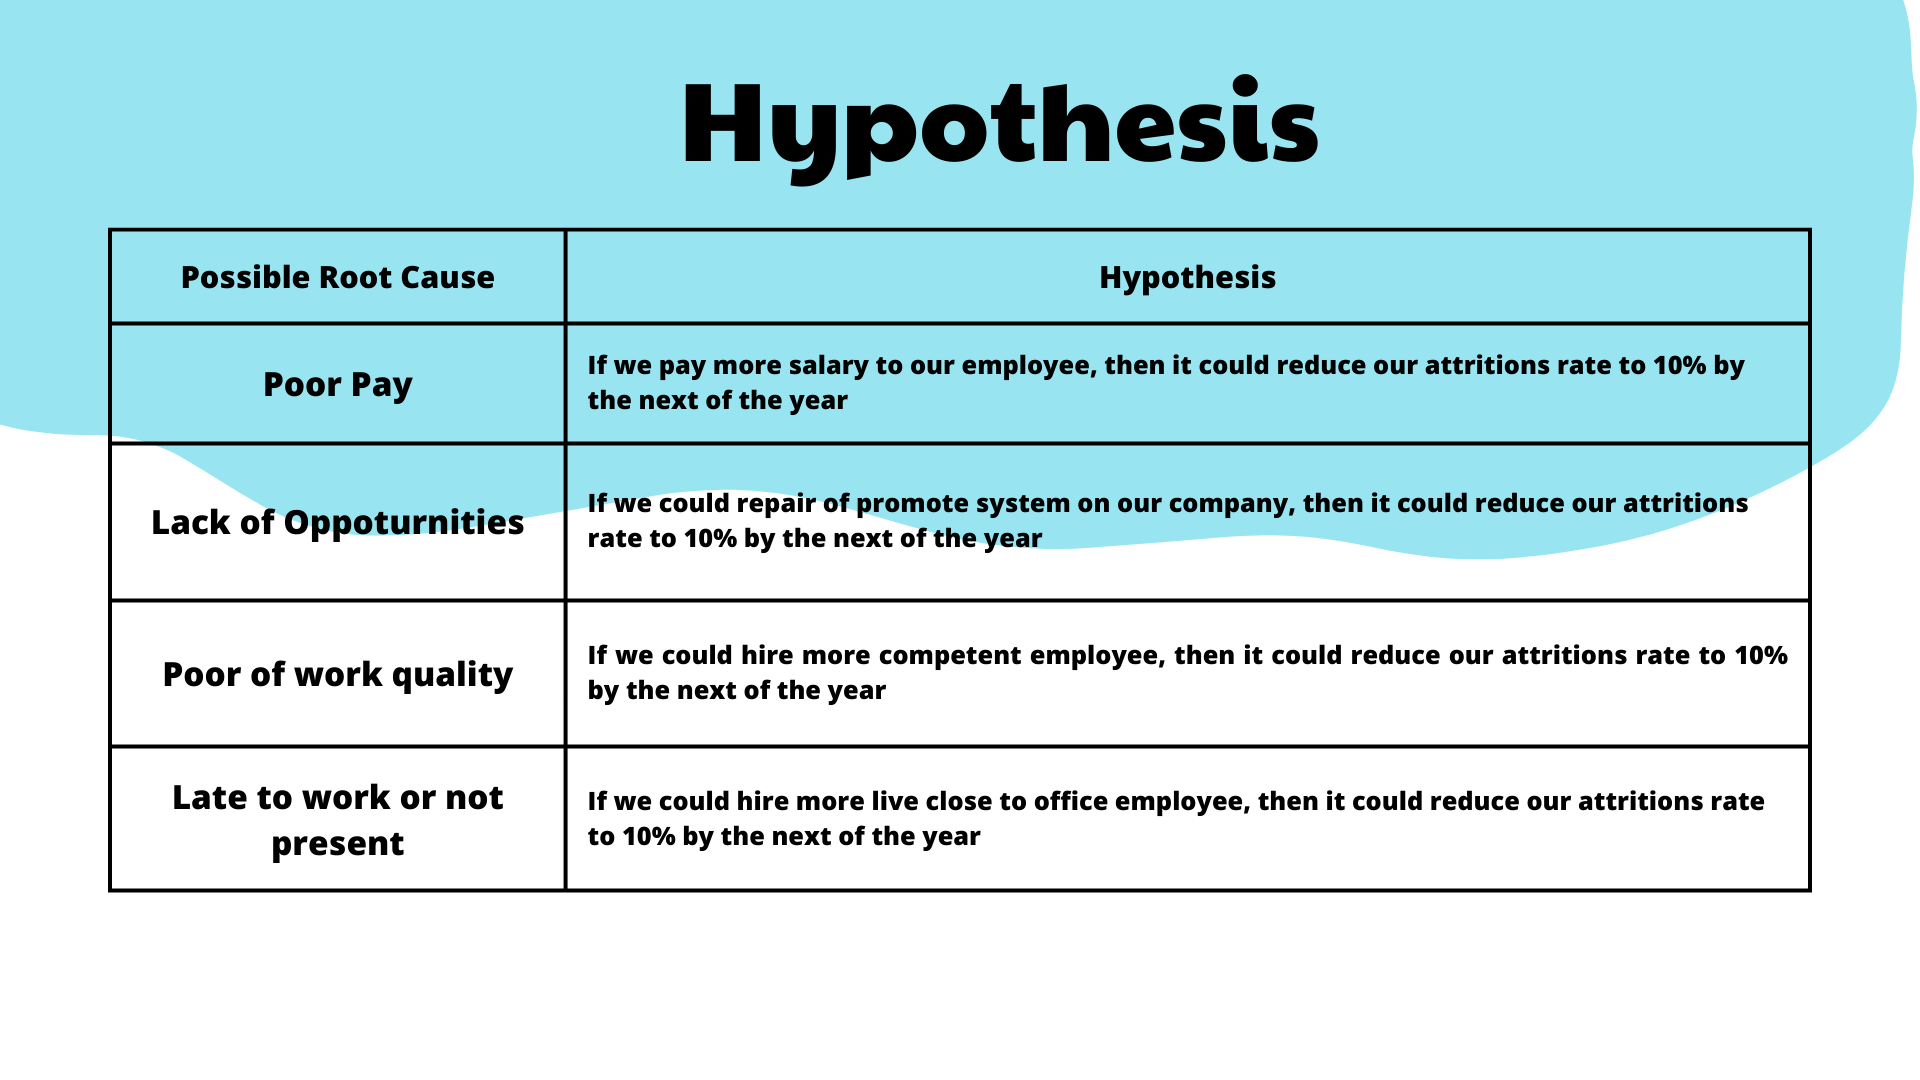 Hypothesis
Possible Root Cause
Hypothesis
Poor Pay
If we pay more salary to our employee, then it could reduce our attritions rate to 10% by
the next of the year
Lack of Oppoturnities
If we could repair of promote system on our company, then it could reduce our attritions
rate to 10% by the next of the year
Poor of work quality
If we could hire more competent employee, then it could reduce our attritions rate to 10%
by the next of the year
Late to work or not
present
If we could hire more live close to office employee, then it could reduce our attritions rate
to 10% by the next of the year